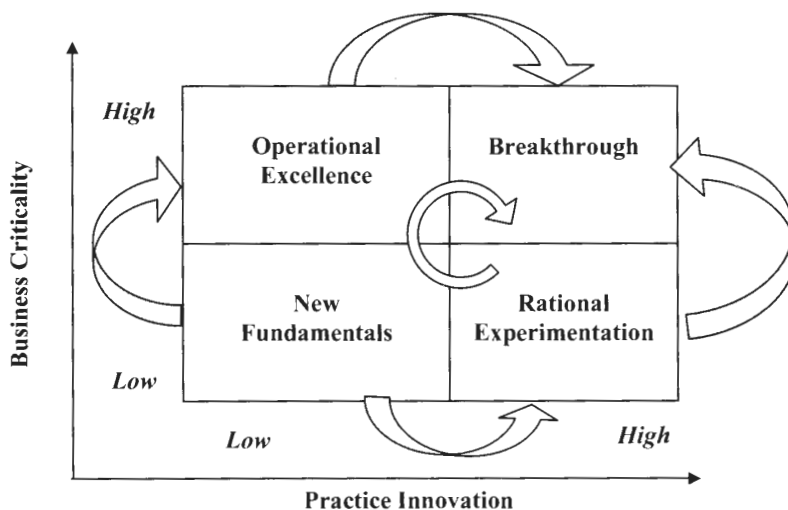 Business Criticality
High
Operational
Excellence
Breakthrough
New
Fundamentals
Rational
Experimentation
Low
Low
High
Practice Innovation